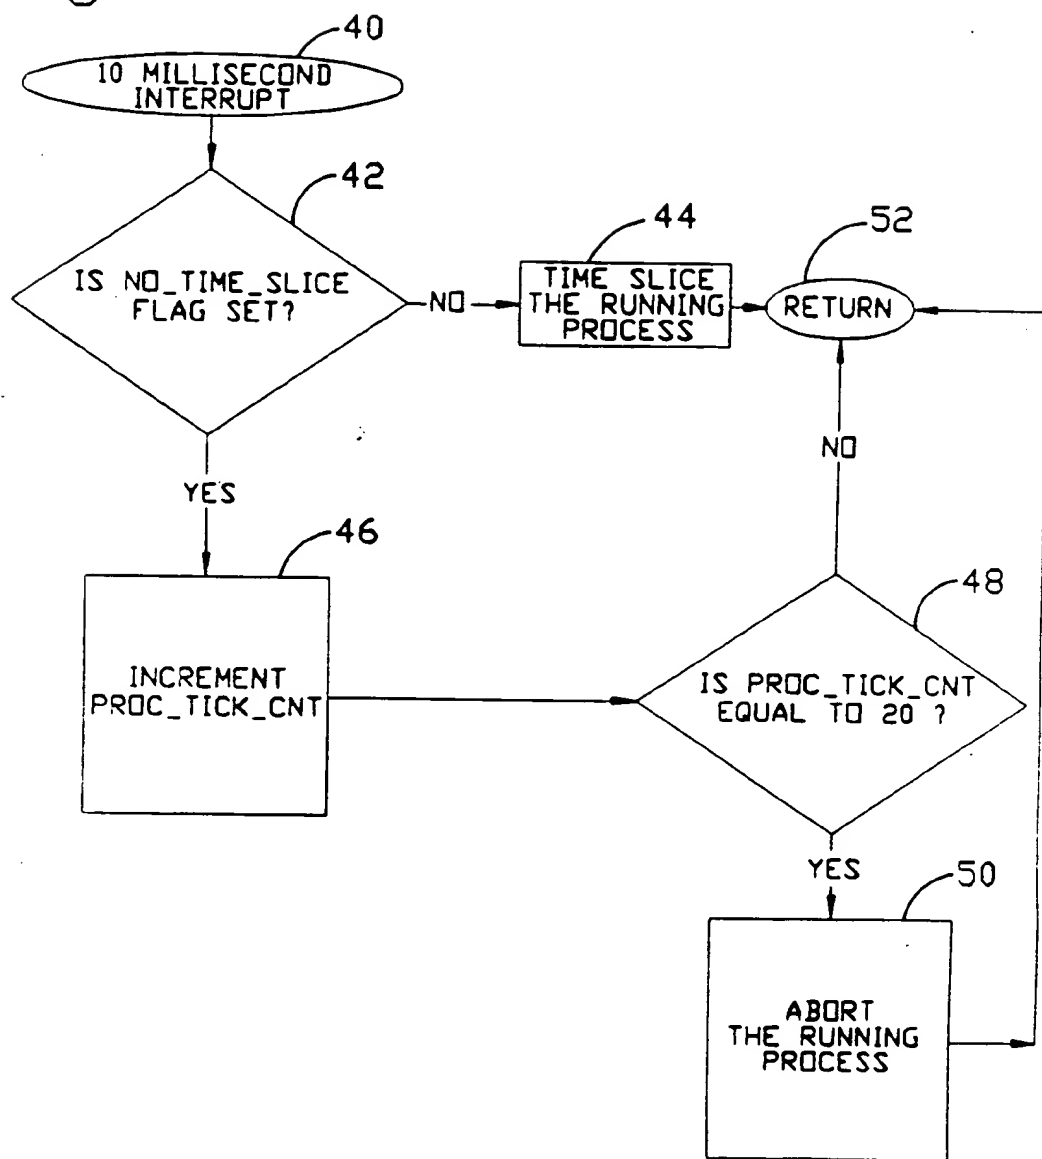 40
10 MILLISECOND
INTERRUPT
42
IS NO_TIME_SLICE
FLAG SET?
NO
44
TIME SLICE
THE RUNNING
PROCESS
52
RETURN
NO
YES
46
INCREMENT
PROC_TICK_CNT
48
IS PROC_TICK_CNT
EQUAL TO 20 ?
YES
50
ABORT
THE RUNNING
PROCESS